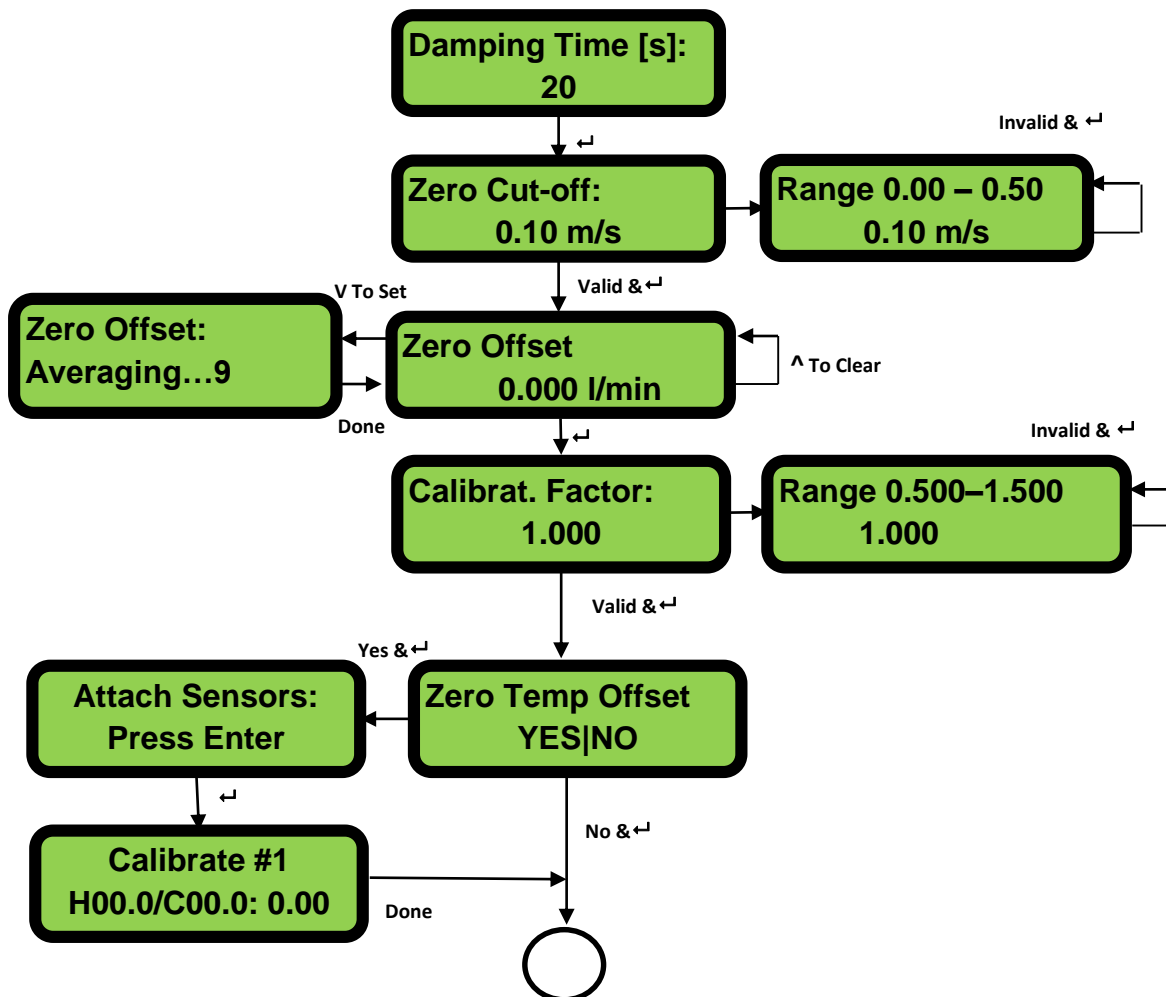 Damping Time [s]:
20
↵
Invalid & ↵
Zero Cut-off:
0.10 m/s
Range 0.00 – 0.50
0.10 m/s
Valid & ↵
V To Set
Zero Offset:
Averaging…9
Zero Offset
0.000 l/min
^ To Clear
Done
↵
Invalid & ↵
Calibrat. Factor:
1.000
Range 0.500–1.500
1.000
Valid & ↵
Yes & ↵
Attach Sensors:
Press Enter
Zero Temp Offset
YES|NO
↵
No & ↵
Calibrate #1
H00.0/C00.0: 0.00
Done